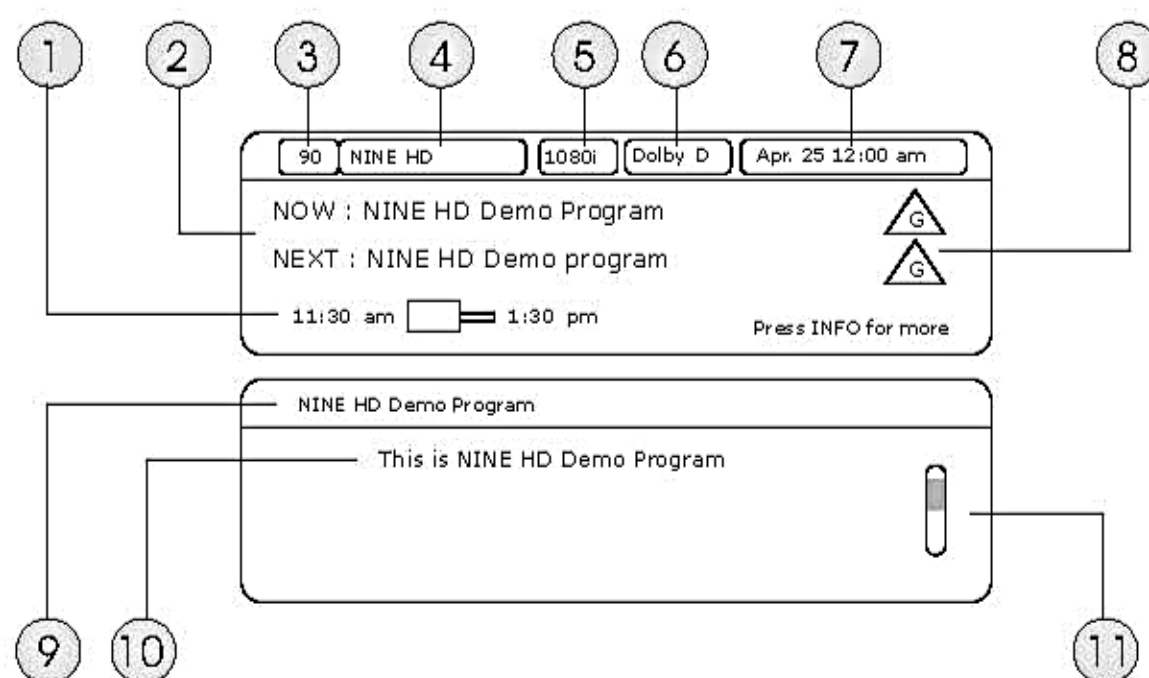 1 2 3 4 5 6 7 8
90 NINE HD 1080i Dolby D Apr. 25 12:00 am
NOW : NINE HD Demo Program G
NEXT : NINE HD Demo program G
11:30 am 1:30 pm
Press INFO for more
NINE HD Demo Program
This is NINE HD Demo Program
9 10 11